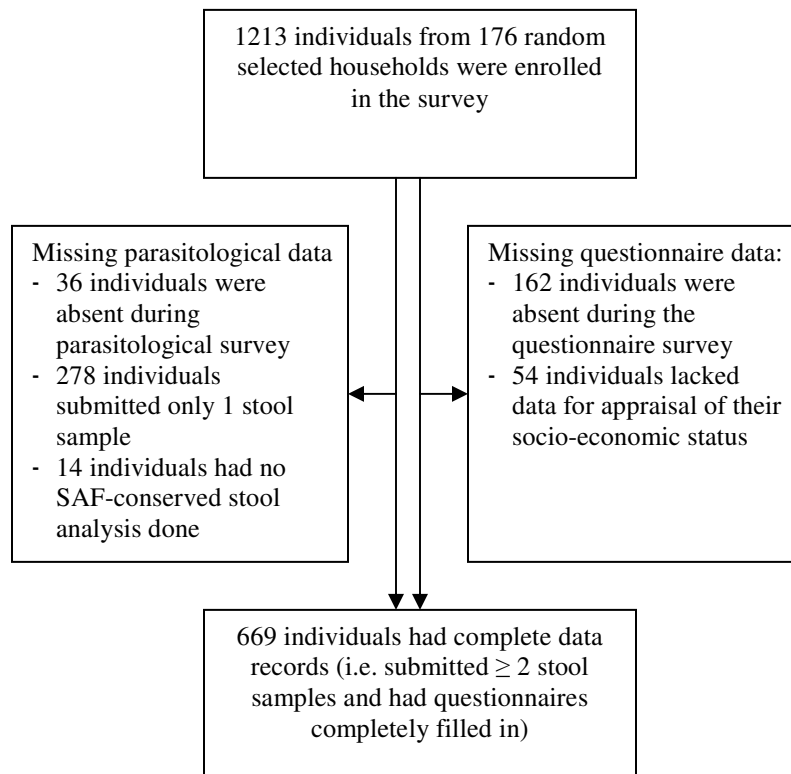 1213 individuals from 176 random
selected households were enrolled
in the survey
Missing parasitological data
- 36 individuals were
absent during
parasitological survey
- 278 individuals
submitted only 1 stool
sample
- 14 individuals had no
SAF-conserved stool
analysis done
Missing questionnaire data:
- 162 individuals were
absent during the
questionnaire survey
- 54 individuals lacked
data for appraisal of their
socio-economic status
669 individuals had complete data
records (i.e. submitted ≥ 2 stool
samples and had questionnaires
completely filled in)